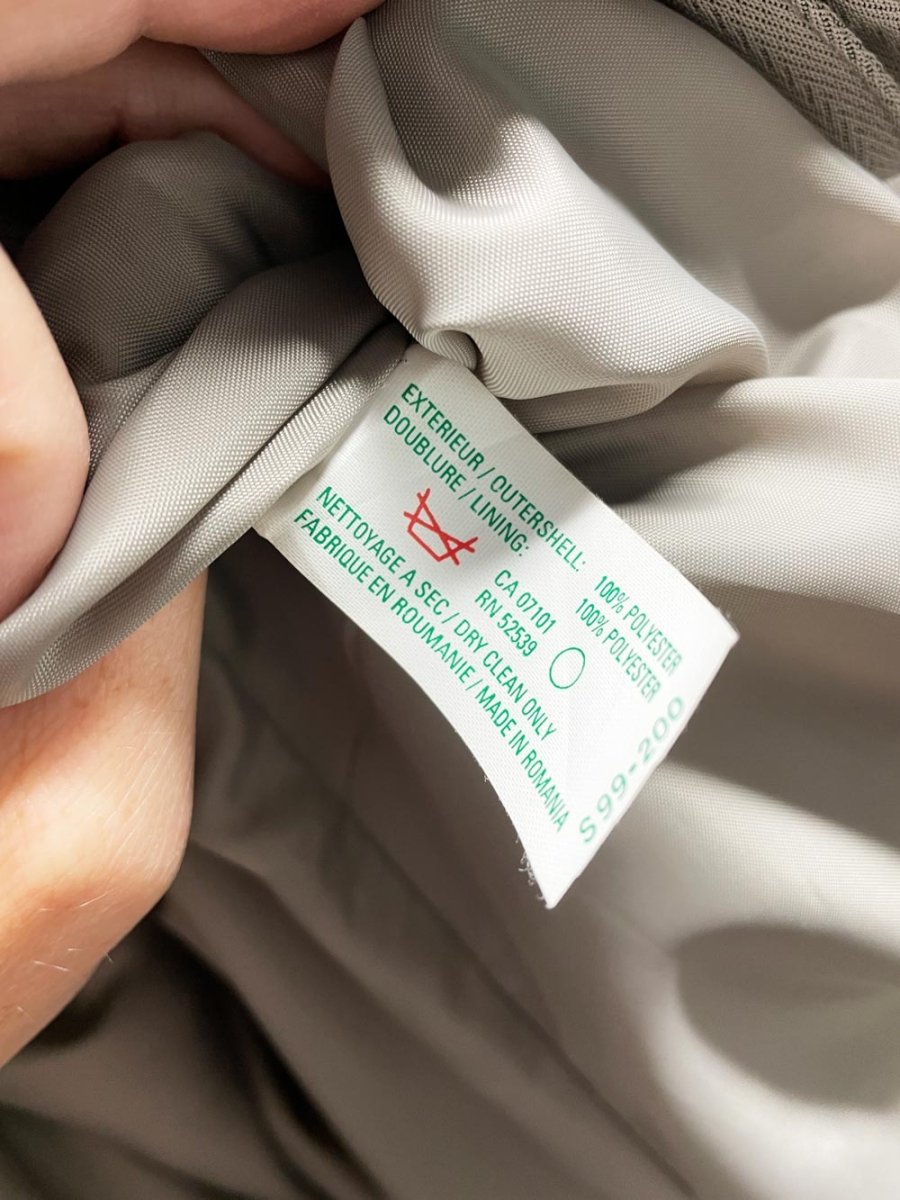 EXTERIEUR / OUTERSHELL: 100% POLYESTER
DOUBLURE / LINING: 100% POLYESTER
CA 07101
RN 52539
NETTOYAGE A SEC / DRY CLEAN ONLY
FABRIQUE EN ROUMANIE / MADE IN ROMANIA
S99-200